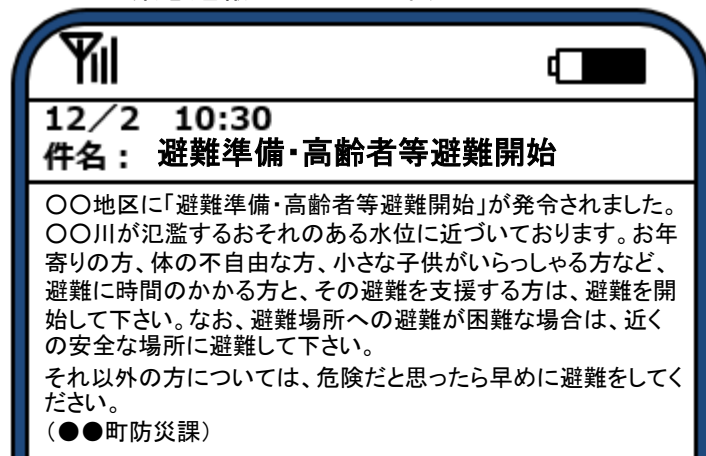 12／2　10:30
件名： 避難準備・高齢者等避難開始
〇〇地区に「避難準備・高齢者等避難開始」が発令されました。
〇〇川が氾濫するおそれのある水位に近づいております。お年
寄りの方、体の不自由な方、小さな子供がいらっしゃる方など、
避難に時間のかかる方と、その避難を支援する方は、避難を開
始して下さい。なお、避難場所への避難が困難な場合は、近く
の安全な場所に避難して下さい。
それ以外の方については、危険だと思ったら早めに避難をしてく
ださい。
（●●町防災課）